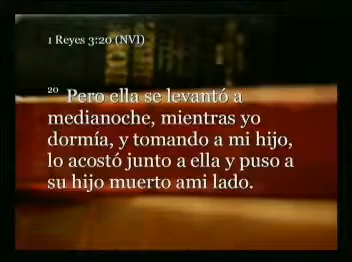 1 Reyes 3:20 (NVI)
20 Pero ella se levantó a
medianoche, mientras yo
dormía, y tomando a mi hijo,
lo acostó junto a ella y puso a
su hijo muerto ami lado.